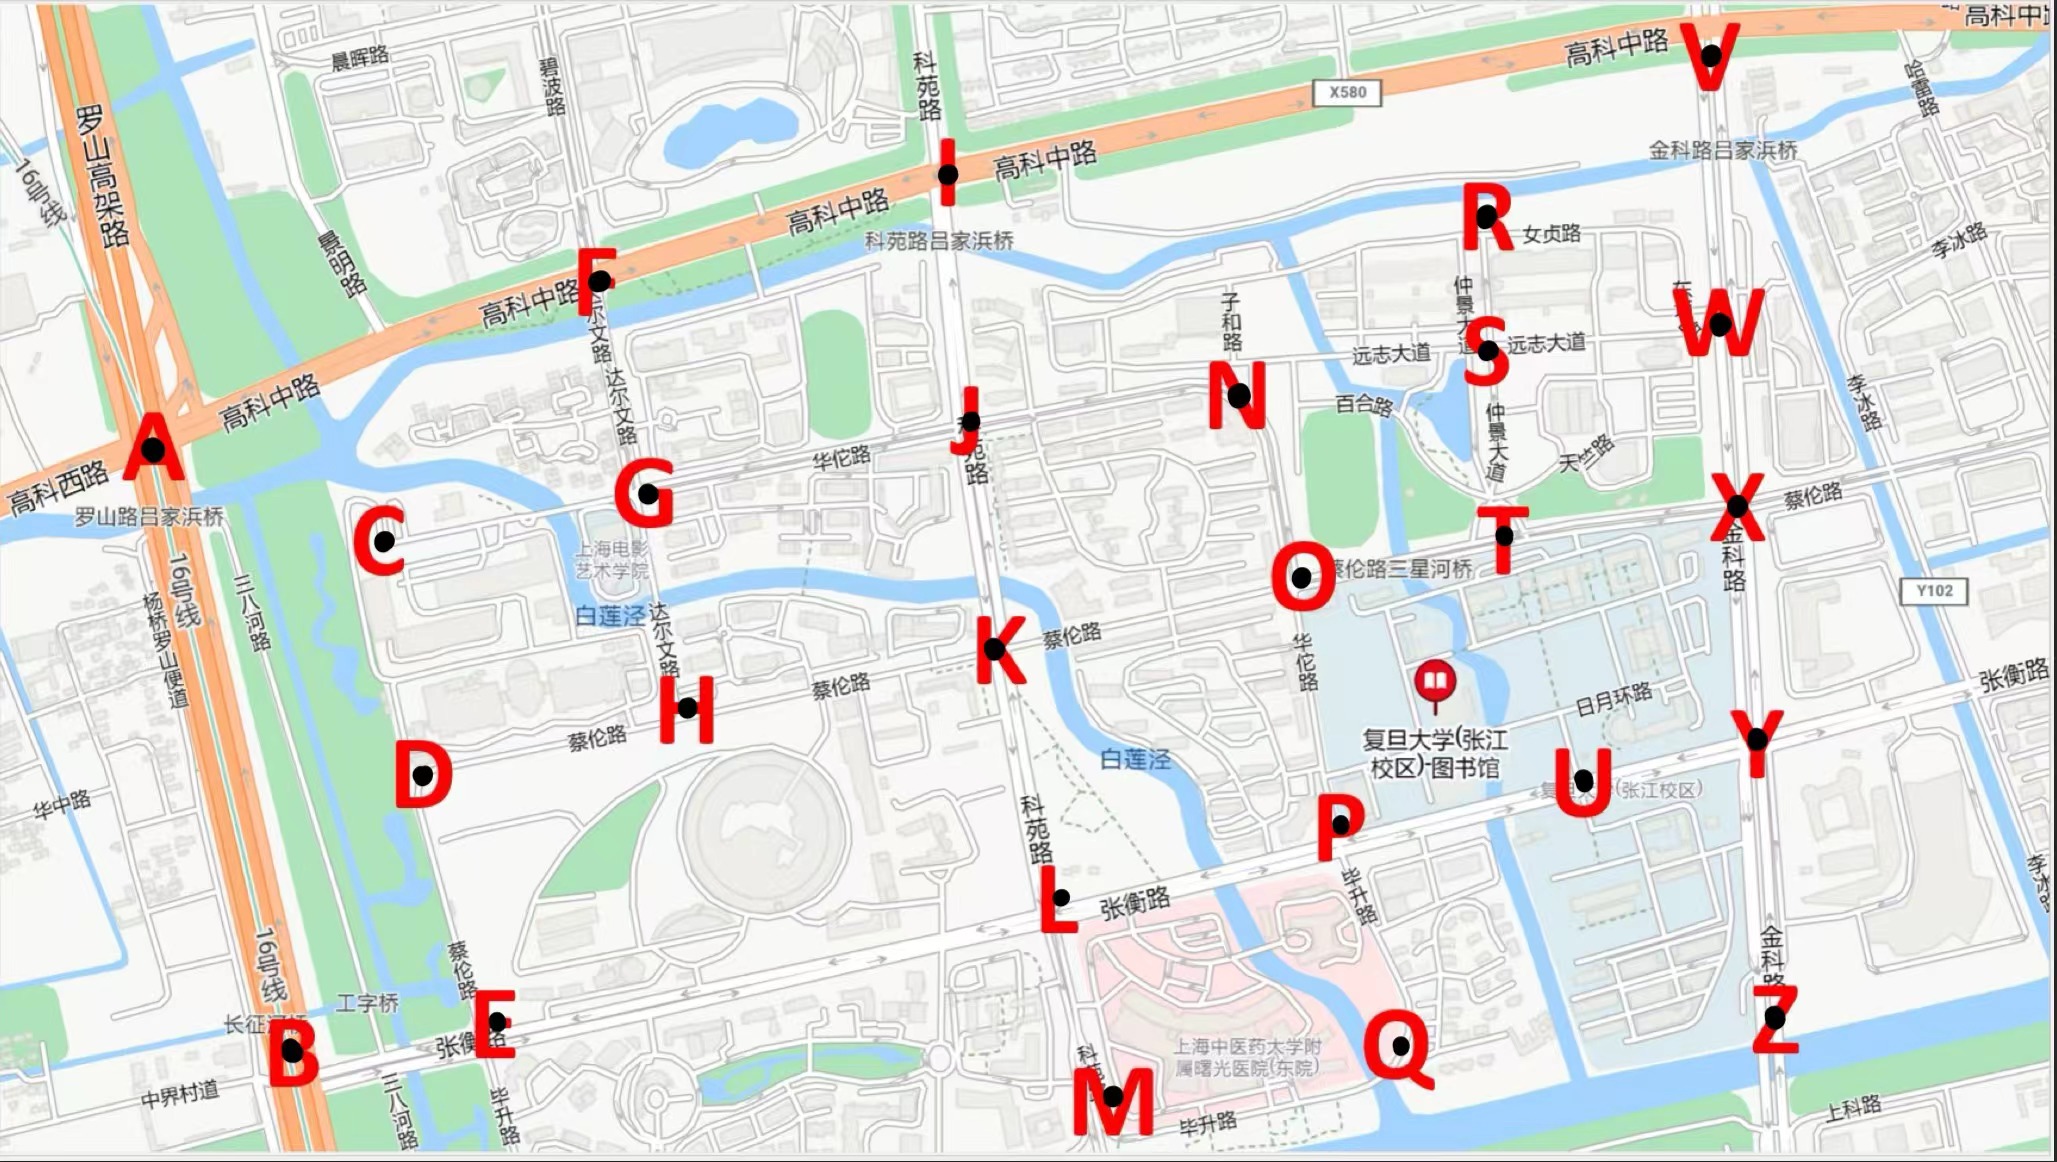 高科中路
晨晖路
碧波路
科苑路
高科中路
V
哈雷路
X580
罗山高架路
16号线
金科路吕家浜桥
I
高科中路
高科中路
R
女贞路
李冰路
科苑路吕家浜桥
景明路
F
高科中路
尔文路
子和路
仲景大道
W
S
远志大道
远志大道
达尔文路
N
百合路
李冰路
高科中路
A
J
苑路
仲景大道
天竺路
华佗路
高科西路
G
X
蔡伦路
罗山路吕家浜桥
C
T
金科路
上海电影
艺术学院
O
蔡伦路三星河桥
16号线
三八河路
杨桥罗山便道
白莲泾
达尔文路
K
蔡伦路
华佗路
Y102
张衡路
H
蔡伦路
蔡伦路
日月环路
D
复旦大学(张江
校区)-图书馆
Y
白莲泾
U
(张江校区)
华中路
P
科苑路
L
张衡路
毕升路
李冰路
蔡伦路
16号线
工字桥
金科路
E
张衡路
B
Z
中界村道
三八河路
毕升路
M
上海中医药大学附
属曙光医院(东院)
Q
毕升路
上科路